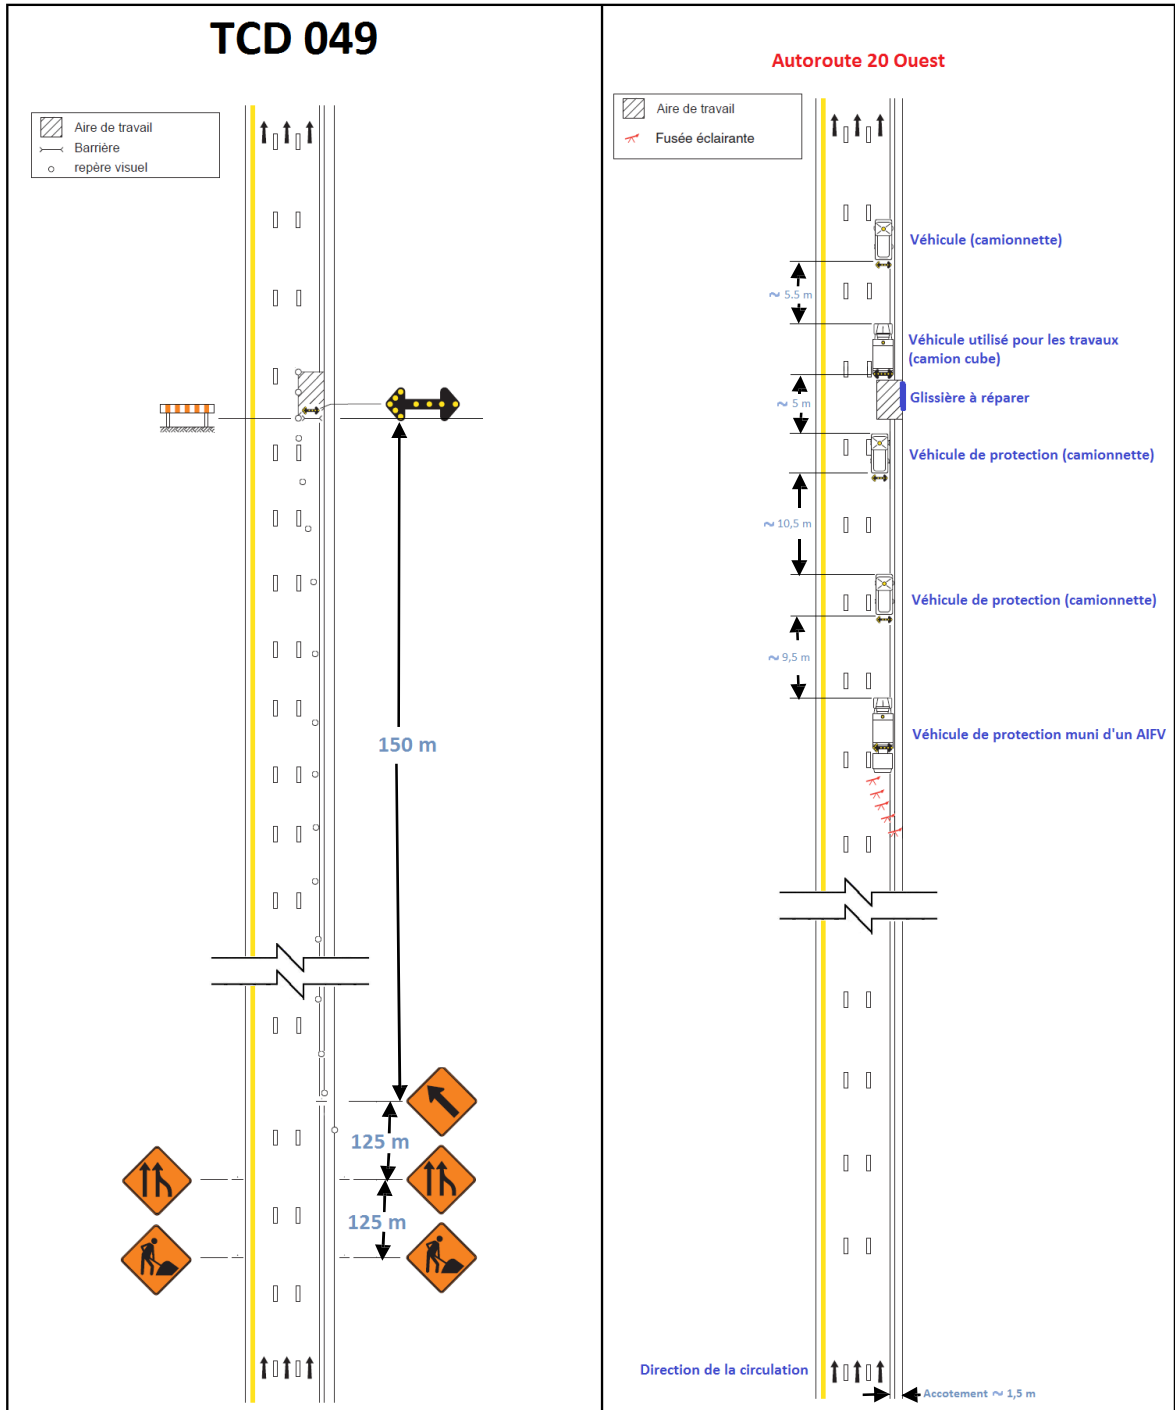 TCD 049
Aire de travail
Barrière
repère visuel
150 m
125 m
125 m
Autoroute 20 Ouest
Aire de travail
Fusée éclairante
Véhicule (camionnette)
~ 5.5 m
Véhicule utilisé pour les travaux
(camion cube)
Glissière à réparer
~ 5 m
Véhicule de protection (camionnette)
~ 10,5 m
Véhicule de protection (camionnette)
~ 9,5 m
Véhicule de protection muni d'un AIFV
Direction de la circulation
Accotement ~ 1,5 m